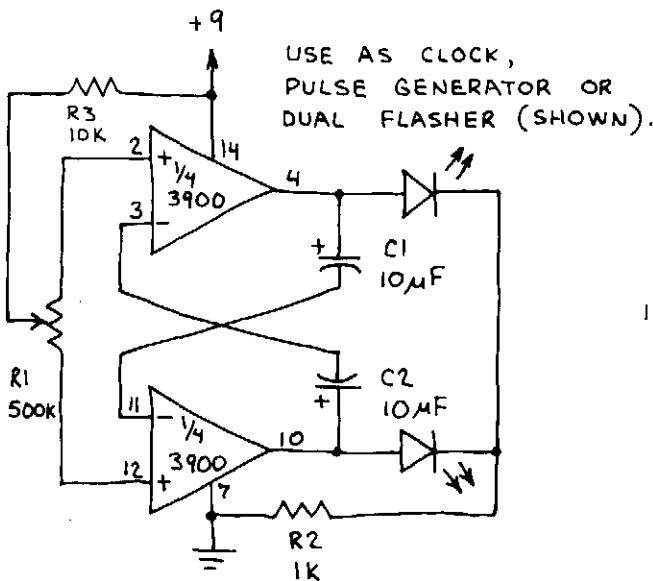 +9
USE AS CLOCK,
PULSE GENERATOR OR
DUAL FLASHER (SHOWN).
R3
10K
2
+
14
1/4
3900
4
3
-
+
C1
10µF
R1
500K
C2
+
10µF
11
-
1/4
3900
10
12
+
7
R2
1K